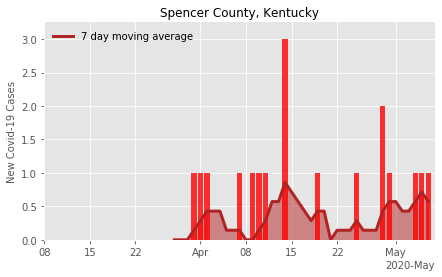 Spencer County, Kentucky
7 day moving average
New Covid-19 Cases
3.0
2.5
2.0
1.5
1.0
0.5
0.0
08 15 22 Apr 08 15 22 May
2020-May